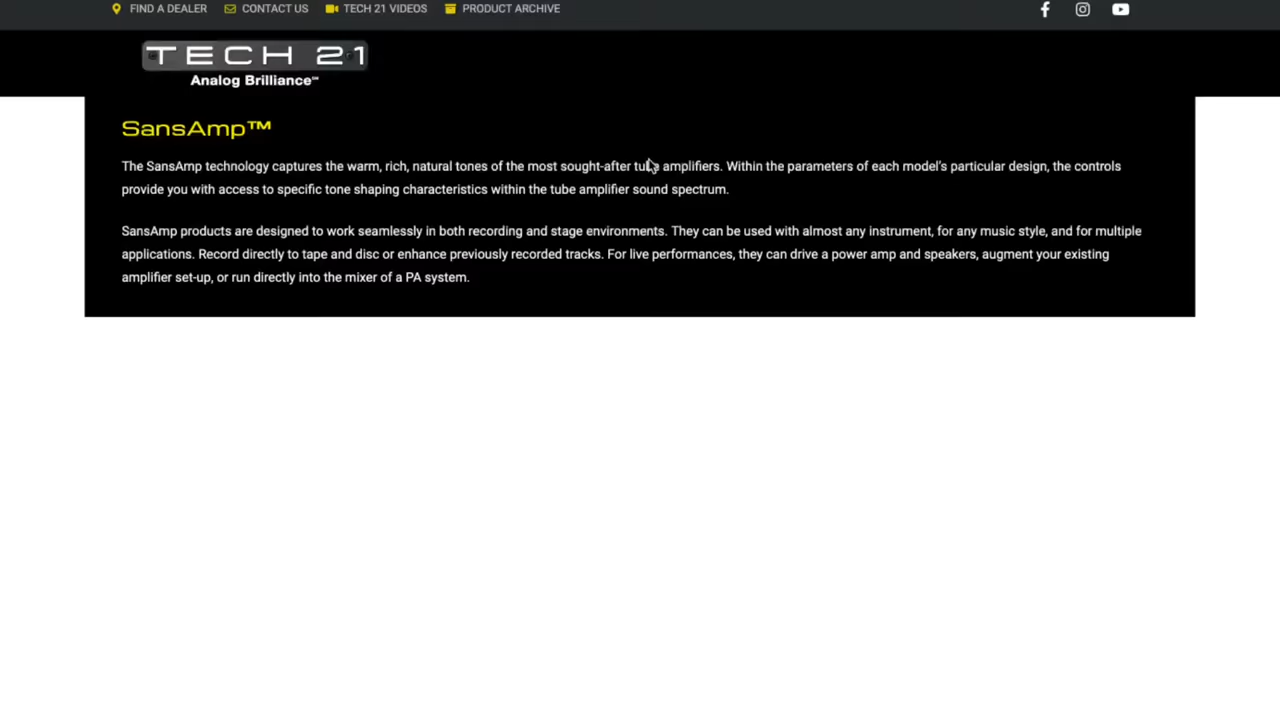 FIND A DEALER CONTACT US TECH 21 VIDEOS PRODUCT ARCHIVE
TECH 21
Analog Brilliance℠
SansAmp™
The SansAmp technology captures the warm, rich, natural tones of the most sought-after tube amplifiers. Within the parameters of each model's particular design, the controls
provide you with access to specific tone shaping characteristics within the tube amplifier sound spectrum.
SansAmp products are designed to work seamlessly in both recording and stage environments. They can be used with almost any instrument, for any music style, and for multiple
applications. Record directly to tape and disc or enhance previously recorded tracks. For live performances, they can drive a power amp and speakers, augment your existing
amplifier set-up, or run directly into the mixer of a PA system.